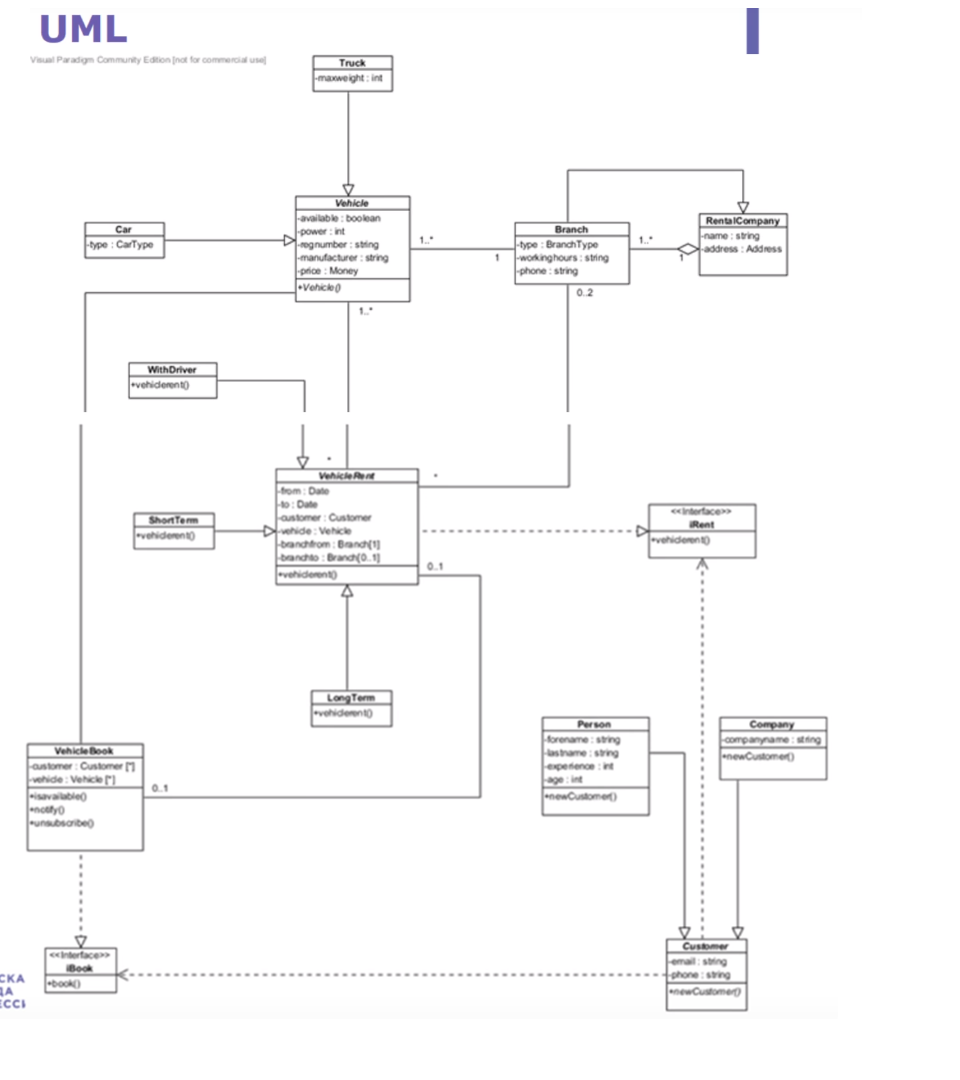 UML
Visual Paradigm Community Edition [not for commercial use]
Truck
-maxweight : int
Vehicle
-available : boolean
-power : int
-regnumber : string
-manufacturer : string
-price : Money
+Vehicle()
Car
-type : CarType
1..*
1
Branch
-type : BranchType
-workinghours : string
-phone : string
1..*
1
RentalCompany
-name : string
-address : Address
0..2
1..*
WithDriver
+vehiclerent()
*
*
VehicleRent
-from : Date
-to : Date
-customer : Customer
-vehicle : Vehicle
-branchfrom : Branch[1]
-branchto : Branch[0..1]
+vehiclerent()
ShortTerm
+vehiclerent()
<<Interface>>
iRent
+vehiclerent()
0..1
LongTerm
+vehiclerent()
Person
-forename : string
-lastname : string
-experience : int
-age : int
+newCustomer()
Company
-companyname : string
+newCustomer()
VehicleBook
-customer : Customer [*]
-vehicle : Vehicle [*]
+isavailable()
+notify()
+unsubscribe()
0..1
<<Interface>>
iBook
+book()
Customer
-email : string
-phone : string
+newCustomer()
СКА
ДА
ЕССЬ